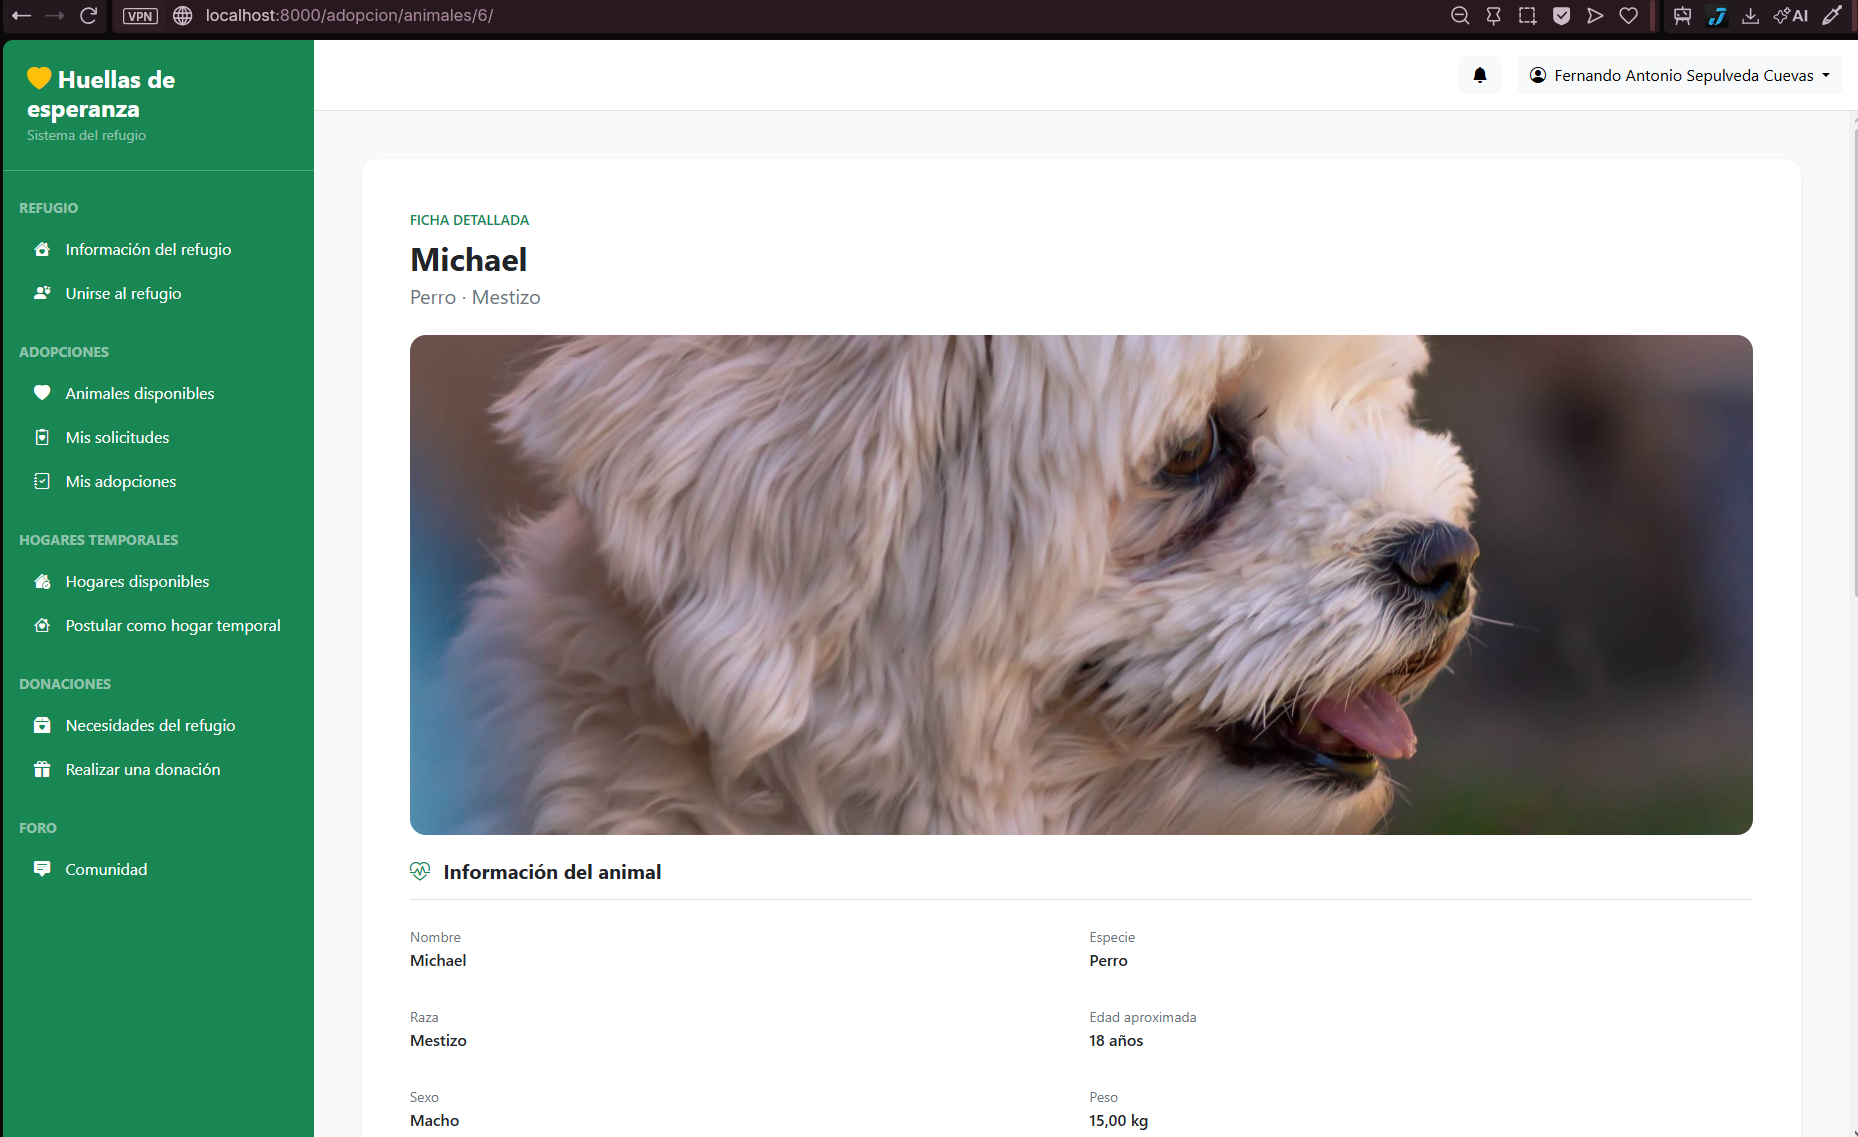 VPN
localhost:8000/adopcion/animales/6/
AI
Huellas de
esperanza
Sistema del refugio
REFUGIO
Información del refugio
Unirse al refugio
ADOPCIONES
Animales disponibles
Mis solicitudes
Mis adopciones
HOGARES TEMPORALES
Hogares disponibles
Postular como hogar temporal
DONACIONES
Necesidades del refugio
Realizar una donación
FORO
Comunidad
Fernando Antonio Sepulveda Cuevas
FICHA DETALLADA
Michael
Perro · Mestizo
Información del animal
Nombre
Michael
Especie
Perro
Raza
Mestizo
Edad aproximada
18 años
Sexo
Macho
Peso
15,00 kg